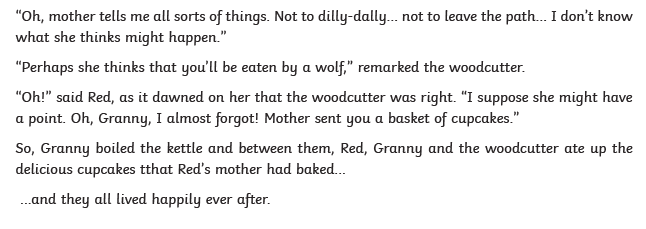 “Oh, mother tells me all sorts of things. Not to dilly-dally... not to leave the path... I don’t know
what she thinks might happen.”
“Perhaps she thinks that you’ll be eaten by a wolf,” remarked the woodcutter.
“Oh!” said Red, as it dawned on her that the woodcutter was right. “I suppose she might have
a point. Oh, Granny, I almost forgot! Mother sent you a basket of cupcakes.”
So, Granny boiled the kettle and between them, Red, Granny and the woodcutter ate up the
delicious cupcakes tthat Red’s mother had baked...
...and they all lived happily ever after.